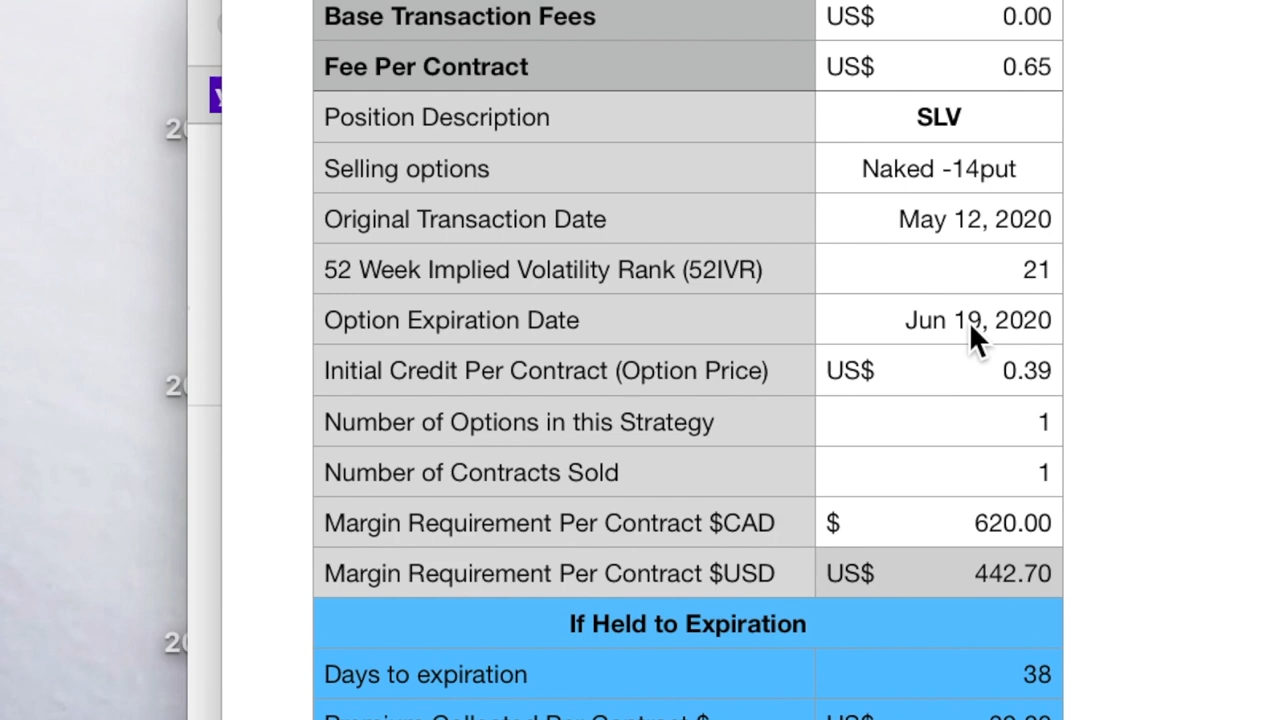 Base Transaction Fees US$ 0.00
Fee Per Contract US$ 0.65
Position Description SLV
Selling options Naked -14put
Original Transaction Date May 12, 2020
52 Week Implied Volatility Rank (52IVR) 21
Option Expiration Date Jun 19, 2020
Initial Credit Per Contract (Option Price) US$ 0.39
Number of Options in this Strategy 1
Number of Contracts Sold 1
Margin Requirement Per Contract $CAD $ 620.00
Margin Requirement Per Contract $USD US$ 442.70
If Held to Expiration
Days to expiration 38